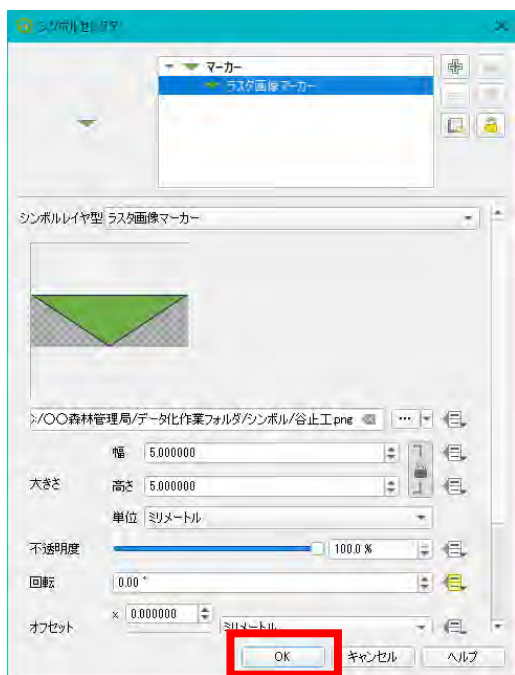 シンボルセレクタ
マーカー
ラスタ画像マーカー
シンボルレイヤ型 ラスタ画像マーカー
:/〇〇森林管理局/データ化作業フォルダ/シンボル/谷止工png
幅 5.000000
大きさ 高さ 5.000000
単位 ミリメートル
不透明度 100.0 %
回転 0.00 °
オフセット x 0.000000 ミリメートル
OK キャンセル ヘルプ